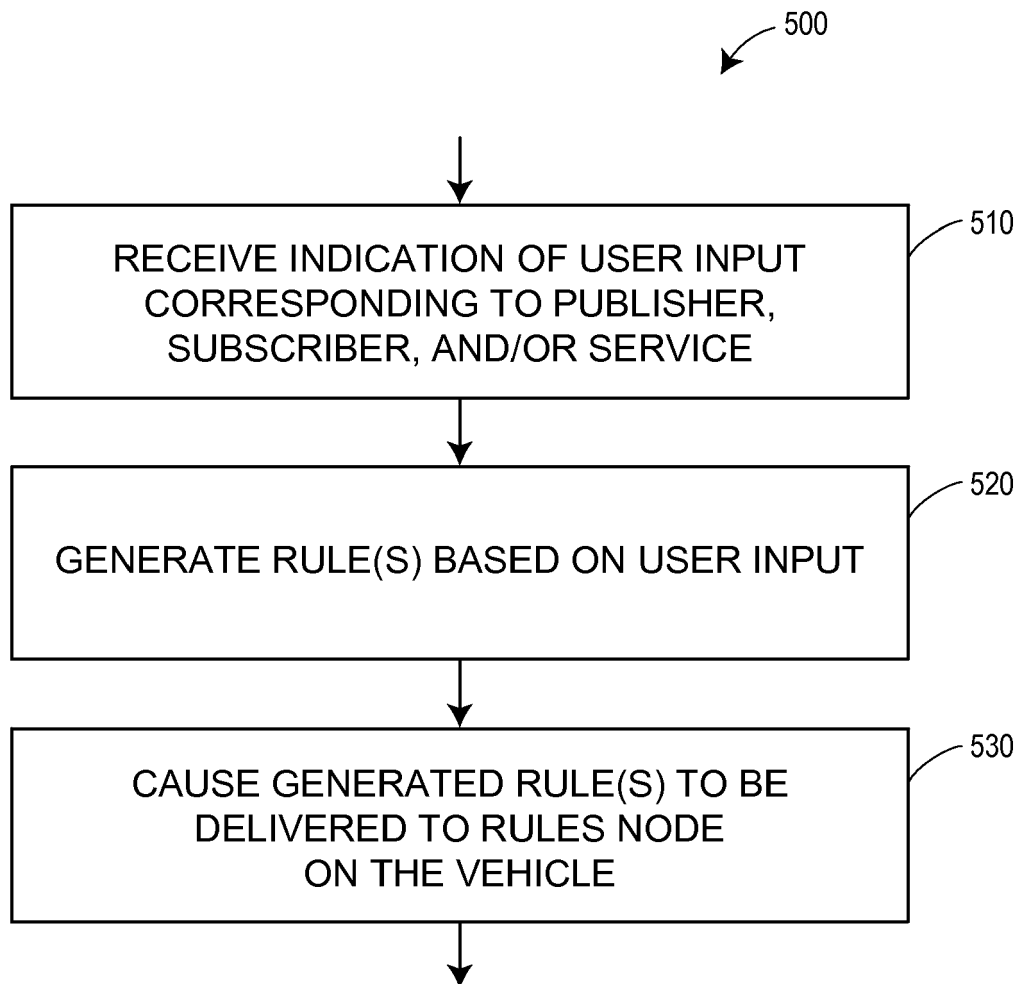 500
RECEIVE INDICATION OF USER INPUT
CORRESPONDING TO PUBLISHER,
SUBSCRIBER, AND/OR SERVICE
510
GENERATE RULE(S) BASED ON USER INPUT
520
CAUSE GENERATED RULE(S) TO BE
DELIVERED TO RULES NODE
ON THE VEHICLE
530